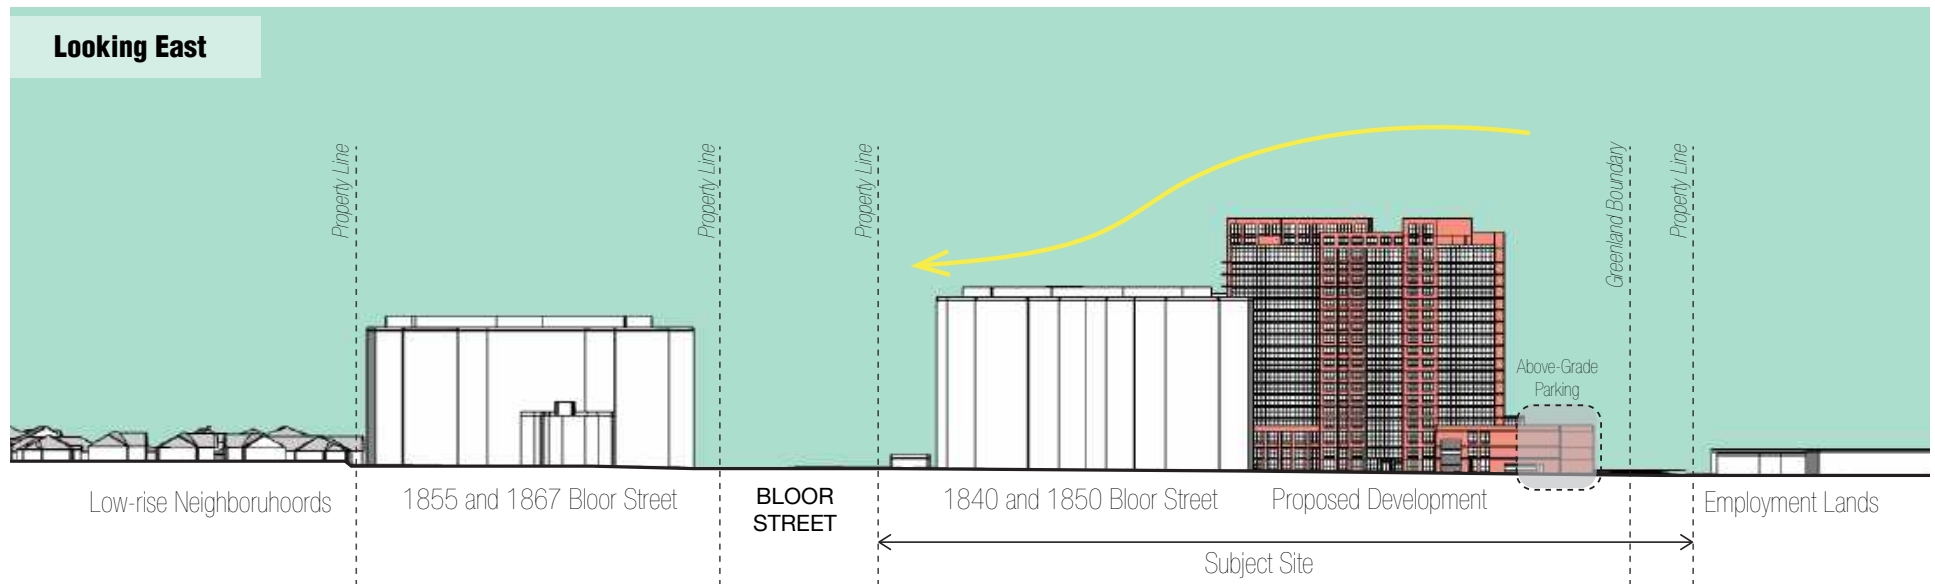 Looking East
Property Line
Property Line
Property Line
Greenland Boundary
Property Line
Above-Grade
Parking
Low-rise Neighboruhoords
1855 and 1867 Bloor Street
BLOOR
STREET
1840 and 1850 Bloor Street
Proposed Development
Employment Lands
Subject Site